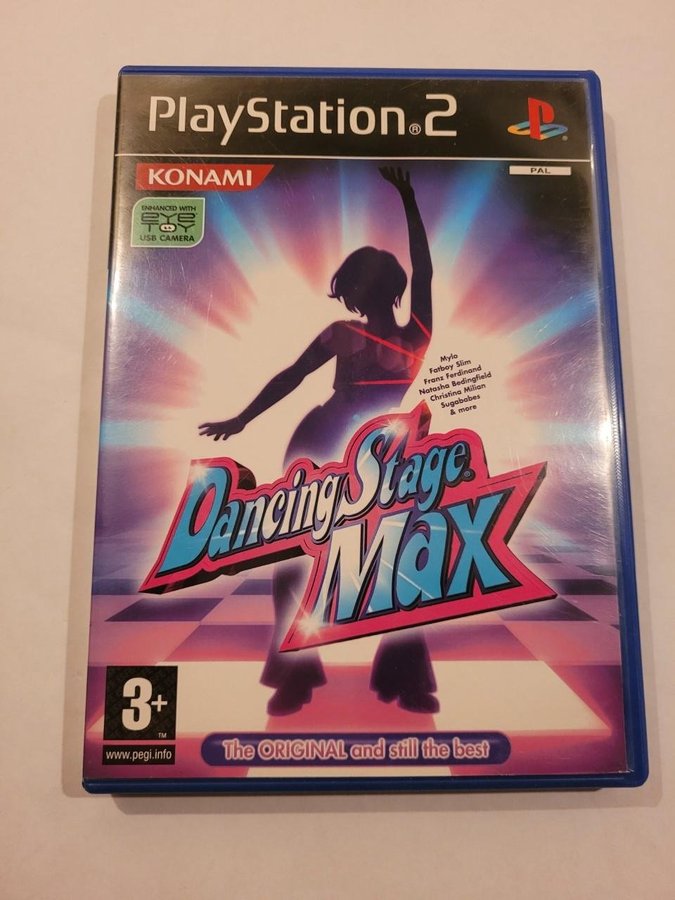 PlayStation®2
KONAMI
PAL
ENHANCED WITH
EYE
TOY
USB CAMERA
Mylo
Fatboy Slim
Franz Ferdinand
Natasha Bedingfield
Christina Milian
Sugababes
& more
Dancing Stage®
Max
3+
TM
www.pegi.info
The ORIGINAL and still the best